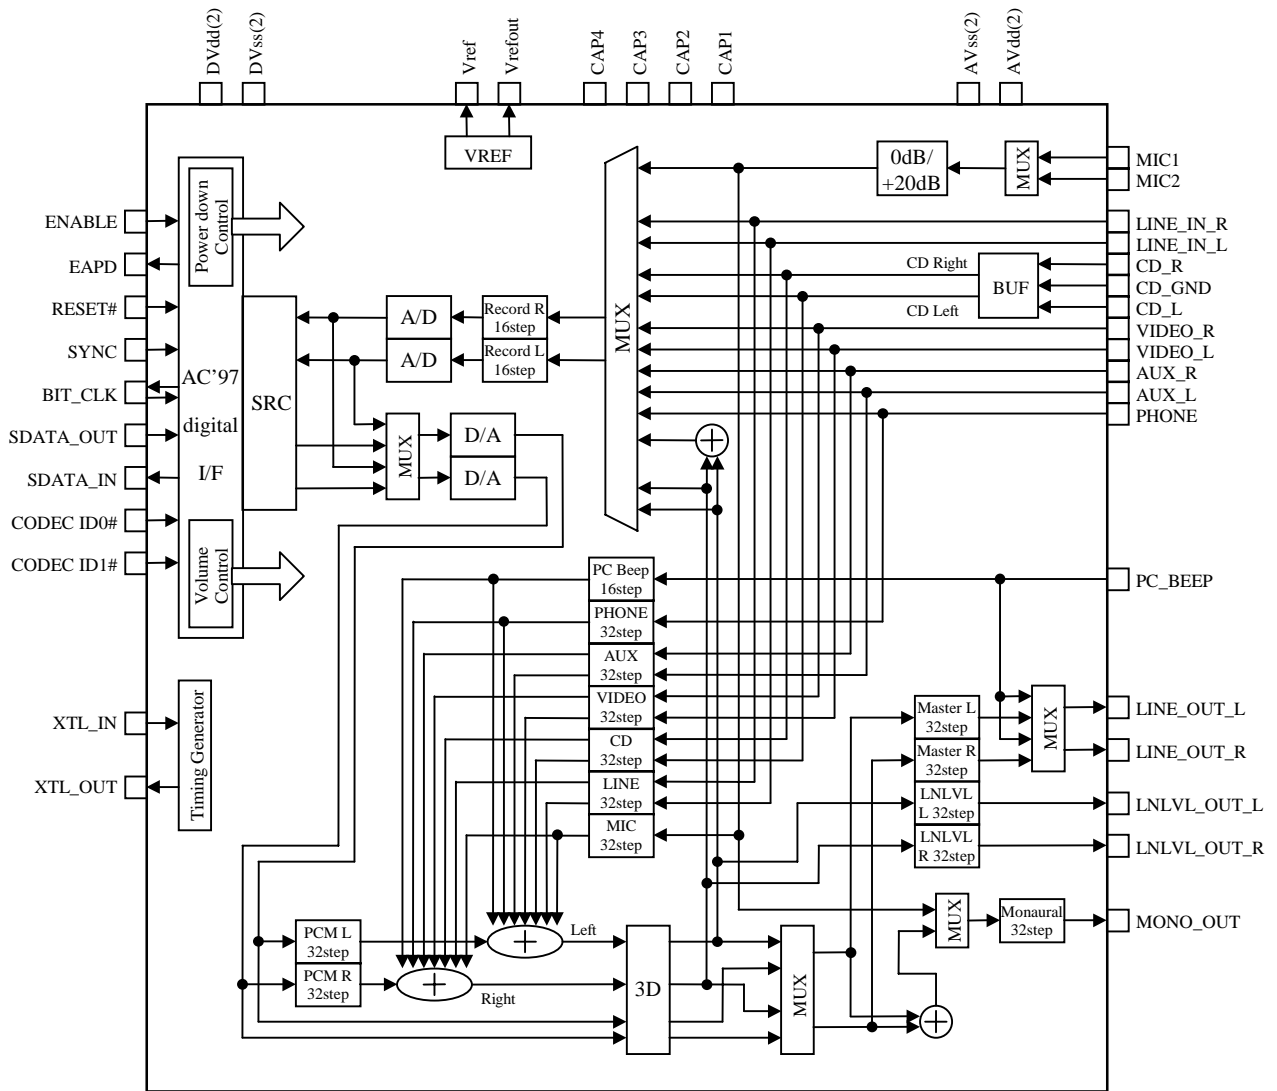 DVdd(2)
DVss(2)
Vref
Vrefout
CAP4
CAP3
CAP2
CAP1
AVss(2)
AVdd(2)
VREF
0dB/
+20dB
MUX
MIC1
MIC2
Power down
Control
ENABLE
EAPD
RESET#
SYNC
BIT_CLK
SDATA_OUT
SDATA_IN
CODEC ID0#
CODEC ID1#
AC'97
digital
I/F
SRC
Volume
Control
A/D
A/D
Record R
16step
Record L
16step
MUX
MUX
D/A
D/A
CD Right
CD Left
BUF
LINE_IN_R
LINE_IN_L
CD_R
CD_GND
CD_L
VIDEO_R
VIDEO_L
AUX_R
AUX_L
PHONE
PC Beep
16step
PHONE
32step
AUX
32step
VIDEO
32step
CD
32step
LINE
32step
MIC
32step
PC_BEEP
XTL_IN
XTL_OUT
Timing Generator
Master L
32step
Master R
32step
LNLVL
L 32step
LNLVL
R 32step
MUX
LINE_OUT_L
LINE_OUT_R
LNLVL_OUT_L
LNLVL_OUT_R
MUX
Monaural
32step
MONO_OUT
PCM L
32step
PCM R
32step
+
Left
+
Right
3D
MUX
+
+